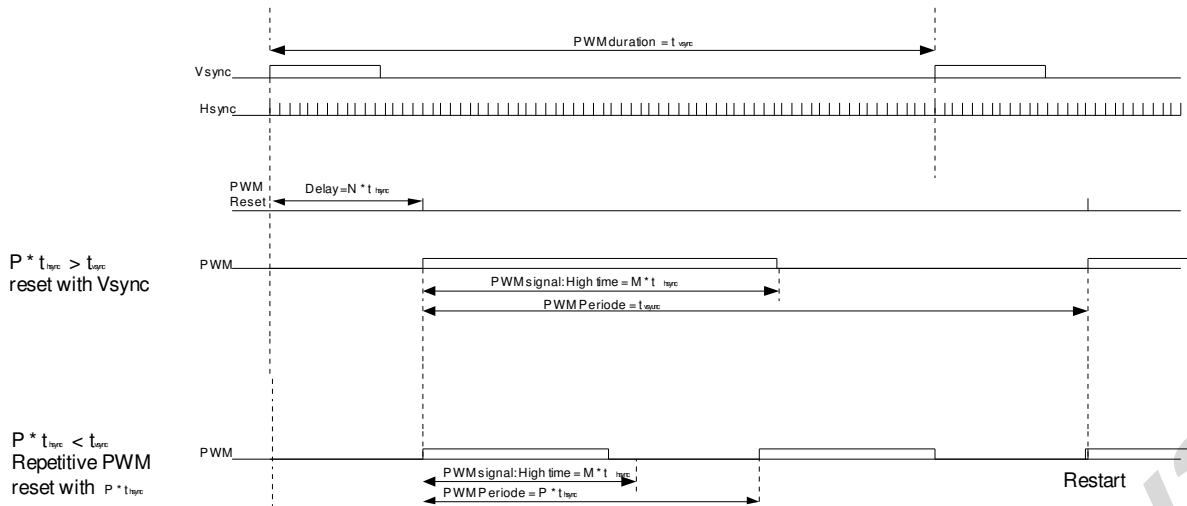 PWM duration = t vsync
Vsync
Hsync
PWM
Reset
Delay=N * t hsync
P * t hsync > t vsync
reset with Vsync
PWM
PWM signal: High time = M * t hsync
PWM Periode = t vsyunc
P * t hsync < t vsync
Repetitive PWM
reset with P * t hsync
PWM
PWM signal: High time = M * t hsync
PWM Periode = P * t hsync
Restart